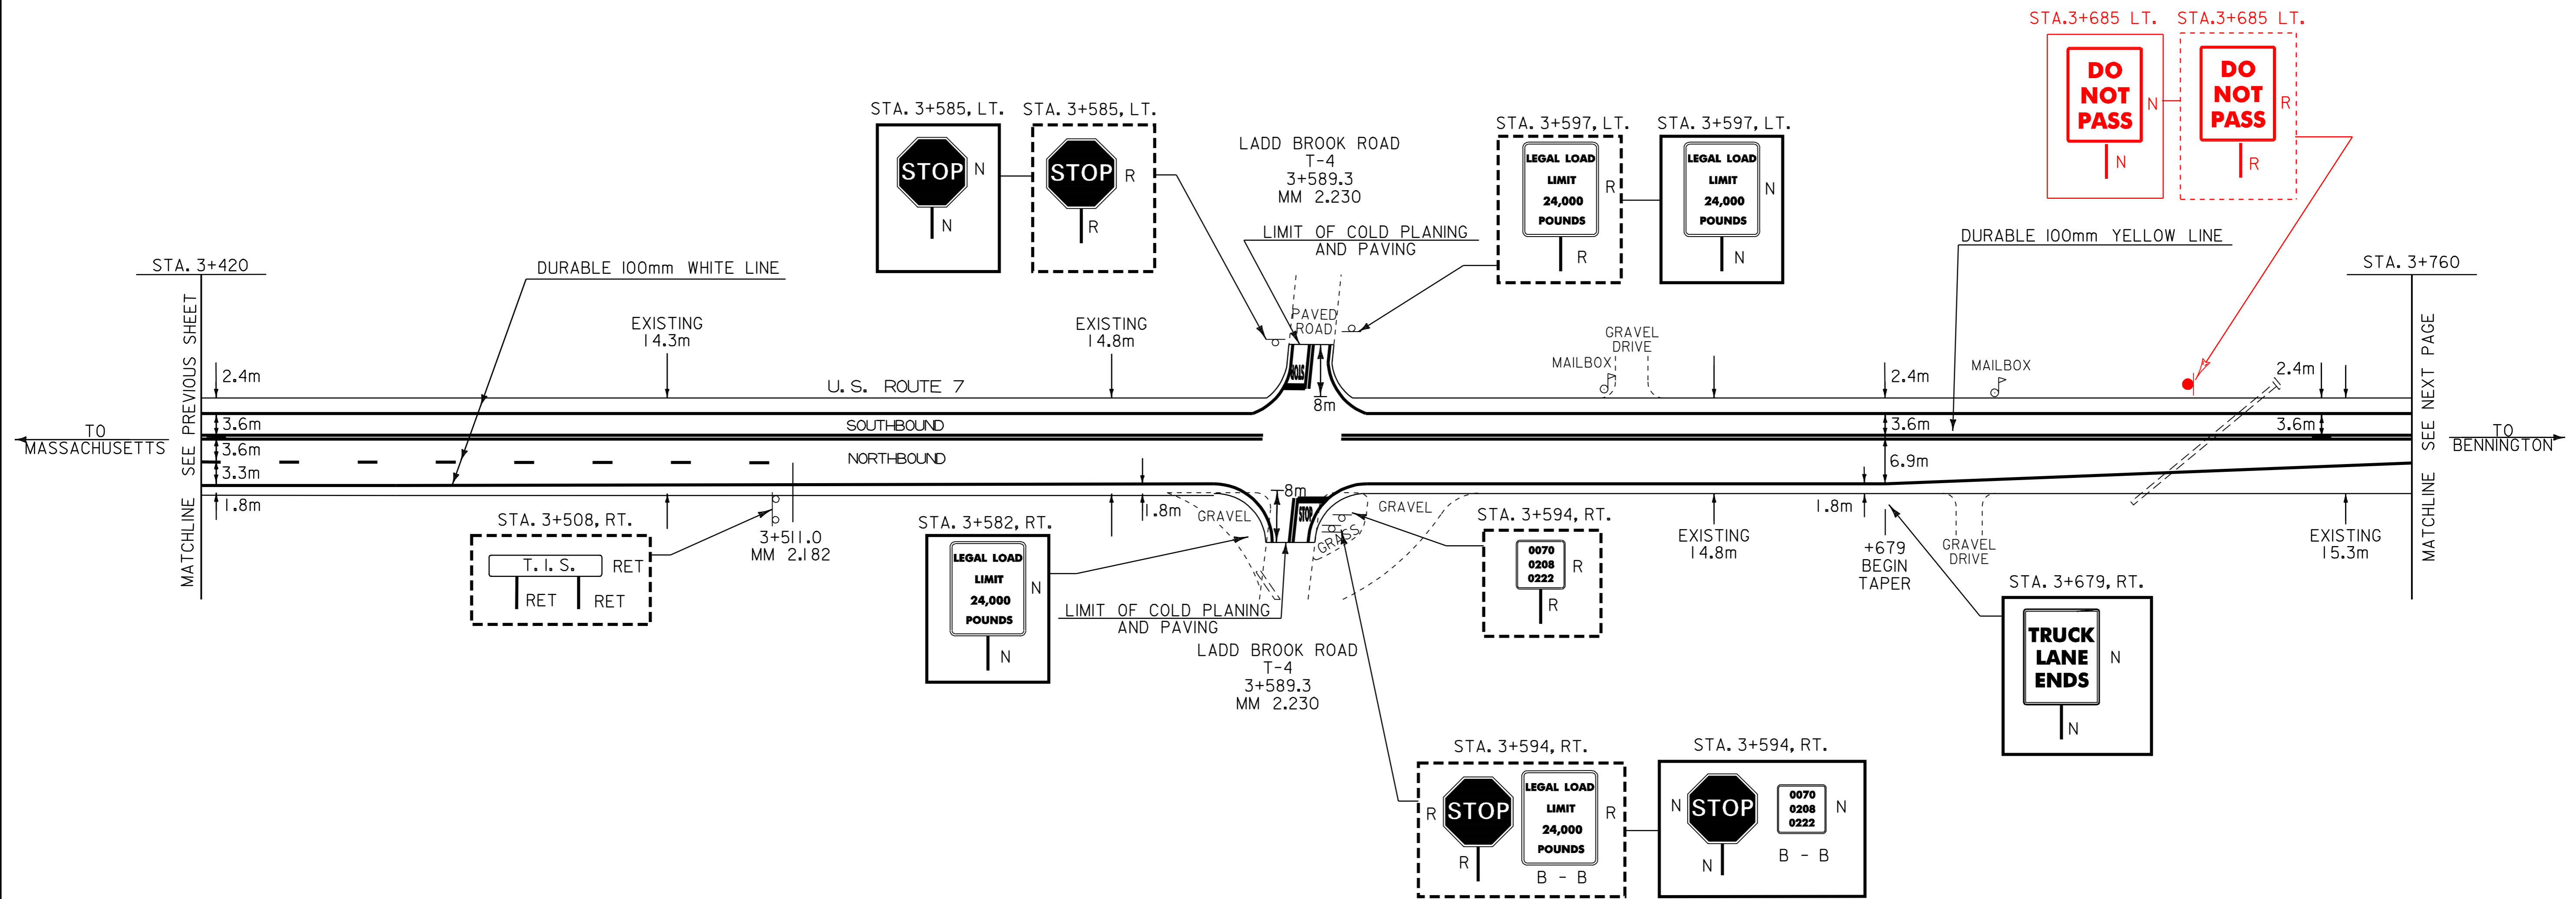 STA.3+685 LT. STA.3+685 LT.
DO
NOT
PASS
N
N
DO
NOT
PASS
R
R
STA. 3+585, LT. STA. 3+585, LT.
STOP N
N
STOP R
R
LADD BROOK ROAD
T-4
3+589.3
MM 2.230
LIMIT OF COLD PLANING
AND PAVING
STA. 3+597, LT. STA. 3+597, LT.
LEGAL LOAD
LIMIT
24,000
POUNDS
R
R
LEGAL LOAD
LIMIT
24,000
POUNDS
N
N
DURABLE 100mm YELLOW LINE
STA. 3+420
DURABLE 100mm WHITE LINE
STA. 3+760
MATCHLINE SEE PREVIOUS SHEET
MATCHLINE SEE NEXT PAGE
EXISTING
14.3m
EXISTING
14.8m
PAVED
ROAD
STOP
8m
GRAVEL
DRIVE
MAILBOX
MAILBOX
2.4m
2.4m
2.4m
U.S. ROUTE 7
3.6m
SOUTHBOUND
3.6m
3.6m
TO
MASSACHUSETTS
TO
BENNINGTON
3.6m
NORTHBOUND
6.9m
3.3m
1.8m
1.8m
8m
STOP
GRAVEL
GRAVEL
GRASS
1.8m
STA. 3+508, RT.
T.I.S. RET
RET RET
3+511.0
MM 2.182
STA. 3+582, RT.
LEGAL LOAD
LIMIT
24,000
POUNDS
N
N
LIMIT OF COLD PLANING
AND PAVING
LADD BROOK ROAD
T-4
3+589.3
MM 2.230
STA. 3+594, RT.
0070
0208
0222
R
R
EXISTING
14.8m
+679
BEGIN
TAPER
GRAVEL
DRIVE
EXISTING
15.3m
STA. 3+679, RT.
TRUCK
LANE
ENDS
N
N
STA. 3+594, RT. STA. 3+594, RT.
R STOP
R
LEGAL LOAD
LIMIT
24,000
POUNDS
R
B - B
N STOP
N
0070
0208
0222
N
B - B